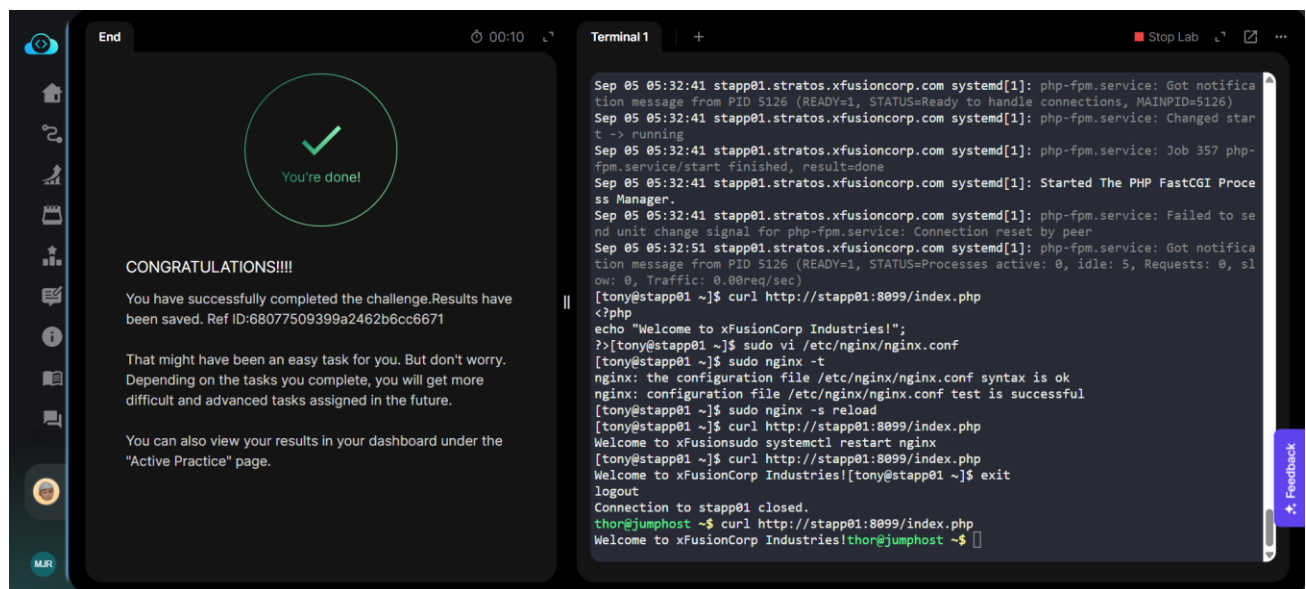 End
00:10
You're done!
CONGRATULATIONS!!!!
You have successfully completed the challenge.Results have
been saved. Ref ID:68077509399a2462b6cc6671
That might have been an easy task for you. But don't worry.
Depending on the tasks you complete, you will get more
difficult and advanced tasks assigned in the future.
You can also view your results in your dashboard under the
"Active Practice" page.
MJR
Terminal 1
+
Stop Lab
Sep 05 05:32:41 stapp01.stratos.xfusioncorp.com systemd[1]: php-fpm.service: Got notifica
tion message from PID 5126 (READY=1, STATUS=Ready to handle connections, MAINPID=5126)
Sep 05 05:32:41 stapp01.stratos.xfusioncorp.com systemd[1]: php-fpm.service: Changed star
t -> running
Sep 05 05:32:41 stapp01.stratos.xfusioncorp.com systemd[1]: php-fpm.service: Job 357 php-
fpm.service/start finished, result=done
Sep 05 05:32:41 stapp01.stratos.xfusioncorp.com systemd[1]: Started The PHP FastCGI Proce
ss Manager.
Sep 05 05:32:41 stapp01.stratos.xfusioncorp.com systemd[1]: php-fpm.service: Failed to se
nd unit change signal for php-fpm.service: Connection reset by peer
Sep 05 05:32:51 stapp01.stratos.xfusioncorp.com systemd[1]: php-fpm.service: Got notifica
tion message from PID 5126 (READY=1, STATUS=Processes active: 0, idle: 5, Requests: 0, sl
ow: 0, Traffic: 0.00req/sec)
[tony@stapp01 ~]$ curl http://stapp01:8099/index.php
<?php
echo "Welcome to xFusionCorp Industries!";
?>[tony@stapp01 ~]$ sudo vi /etc/nginx/nginx.conf
[tony@stapp01 ~]$ sudo nginx -t
nginx: the configuration file /etc/nginx/nginx.conf syntax is ok
nginx: configuration file /etc/nginx/nginx.conf test is successful
[tony@stapp01 ~]$ sudo nginx -s reload
[tony@stapp01 ~]$ curl http://stapp01:8099/index.php
Welcome to xFusionsudo systemctl restart nginx
[tony@stapp01 ~]$ curl http://stapp01:8099/index.php
Welcome to xFusionCorp Industries![tony@stapp01 ~]$ exit
logout
Connection to stapp01 closed.
thor@jumphost ~$ curl http://stapp01:8099/index.php
Welcome to xFusionCorp Industries!thor@jumphost ~$
Feedback